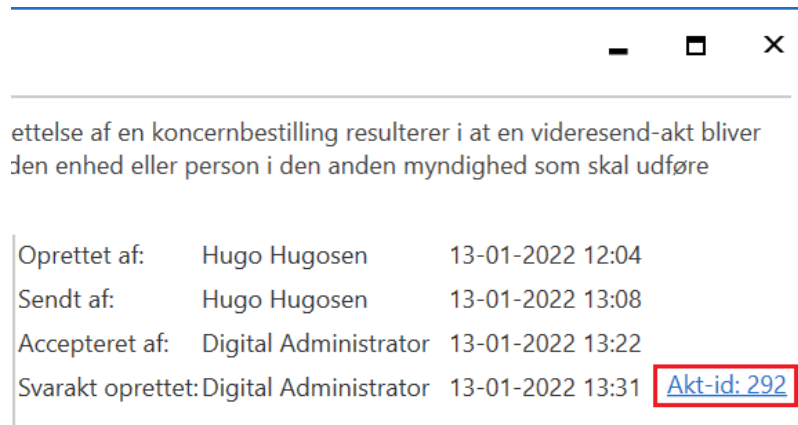 ettelse af en koncernbestilling resulterer i at en videresend-akt bliver
den enhed eller person i den anden myndighed som skal udføre
Oprettet af: Hugo Hugosen 13-01-2022 12:04
Sendt af: Hugo Hugosen 13-01-2022 13:08
Accepteret af: Digital Administrator 13-01-2022 13:22
Svarakt oprettet: Digital Administrator 13-01-2022 13:31 Akt-id: 292